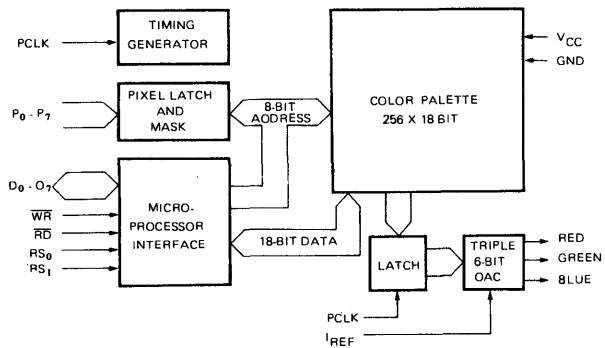 PCLK
TIMING
GENERATOR
P0 - P7
PIXEL LATCH
AND
MASK
8-BIT
AODRESS
COLOR PALETTE
256 X 18 BIT
VCC
GND
D0 - O7
WR
RD
RS0
RS1
MICRO-
PROCESSOR
INTERFACE
18-BIT DATA
LATCH
TRIPLE
6-BIT
OAC
RED
GREEN
8LUE
PCLK
IREF